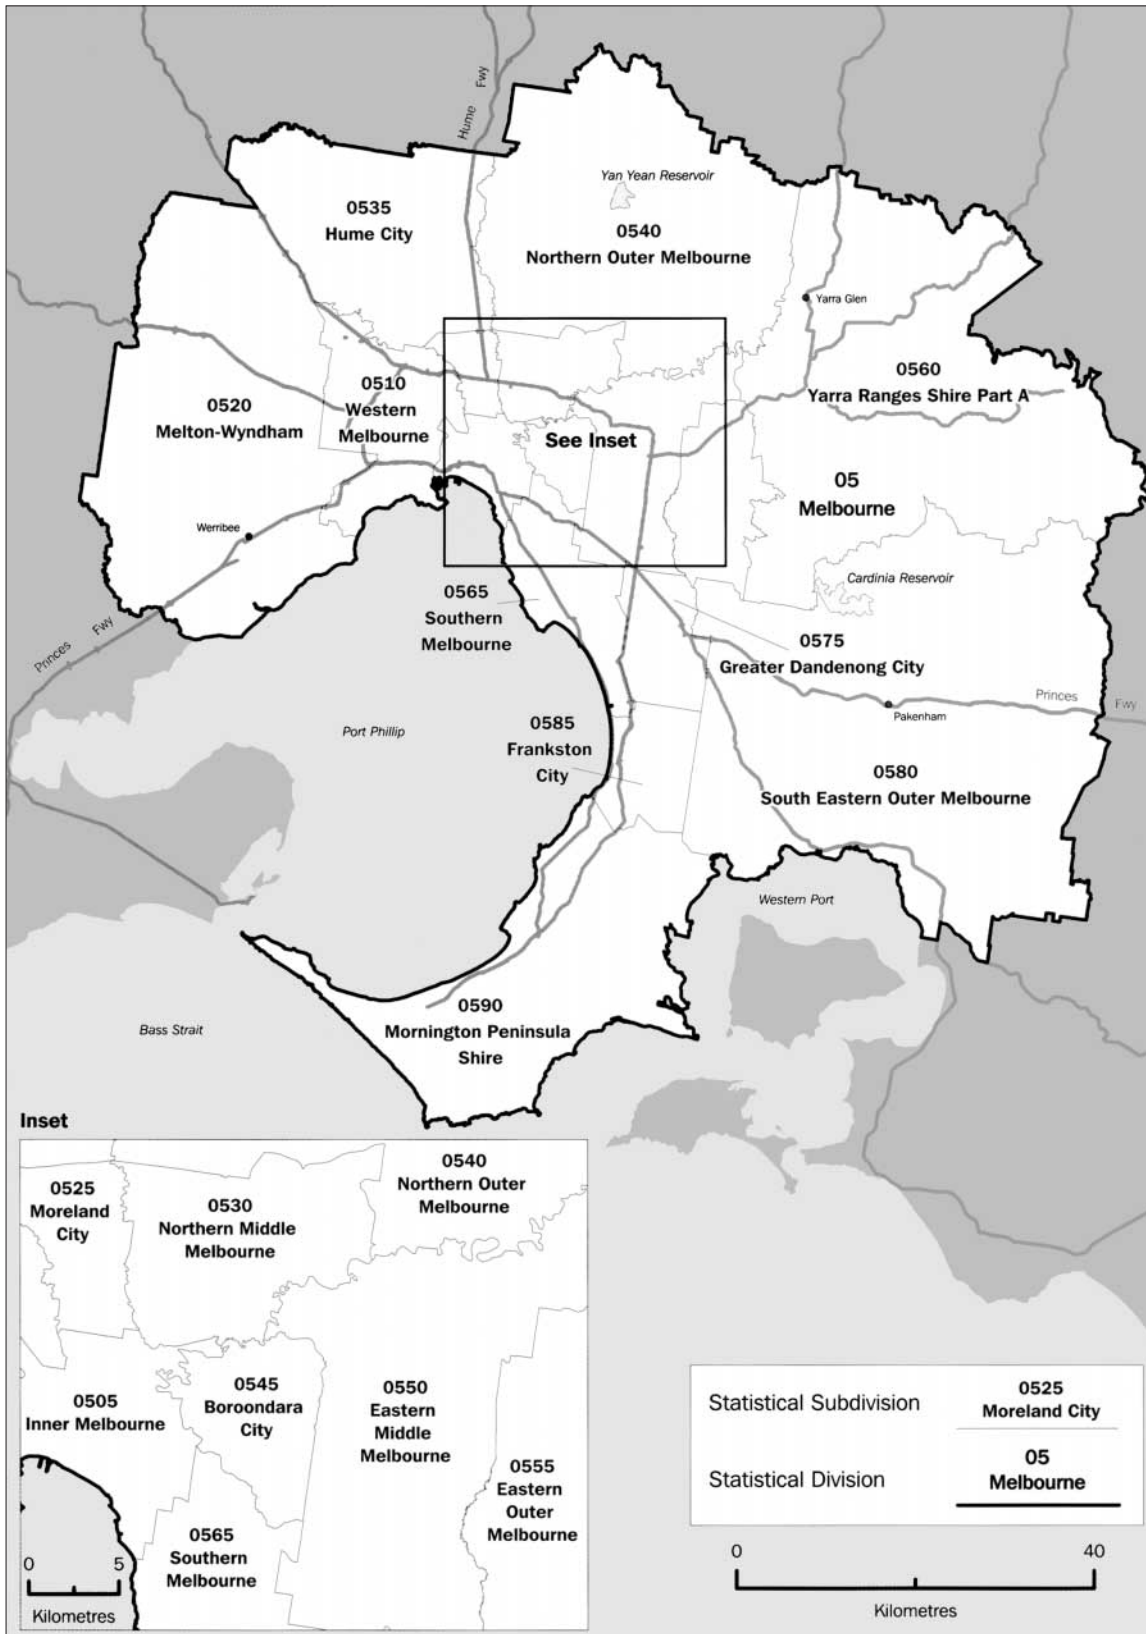 Hume Fwy
Yan Yean Reservoir
0535
Hume City
0540
Northern Outer Melbourne
Yarra Glen
0560
Yarra Ranges Shire Part A
0510
Western
Melbourne
0520
Melton-Wyndham
See Inset
05
Melbourne
Werribee
Cardinia Reservoir
0565
Southern
Melbourne
Princes Fwy
0575
Greater Dandenong City
Princes Fwy
Pakenham
Port Phillip
0585
Frankston
City
0580
South Eastern Outer Melbourne
Western Port
0590
Mornington Peninsula
Shire
Bass Strait
Inset
0540
Northern Outer
Melbourne
0525
Moreland
City
0530
Northern Middle
Melbourne
0505
Inner Melbourne
0545
Boroondara
City
0550
Eastern
Middle
Melbourne
0555
Eastern
Outer
Melbourne
0565
Southern
Melbourne
0 5
Kilometres
Statistical Subdivision
0525
Moreland City
Statistical Division
05
Melbourne
0 40
Kilometres